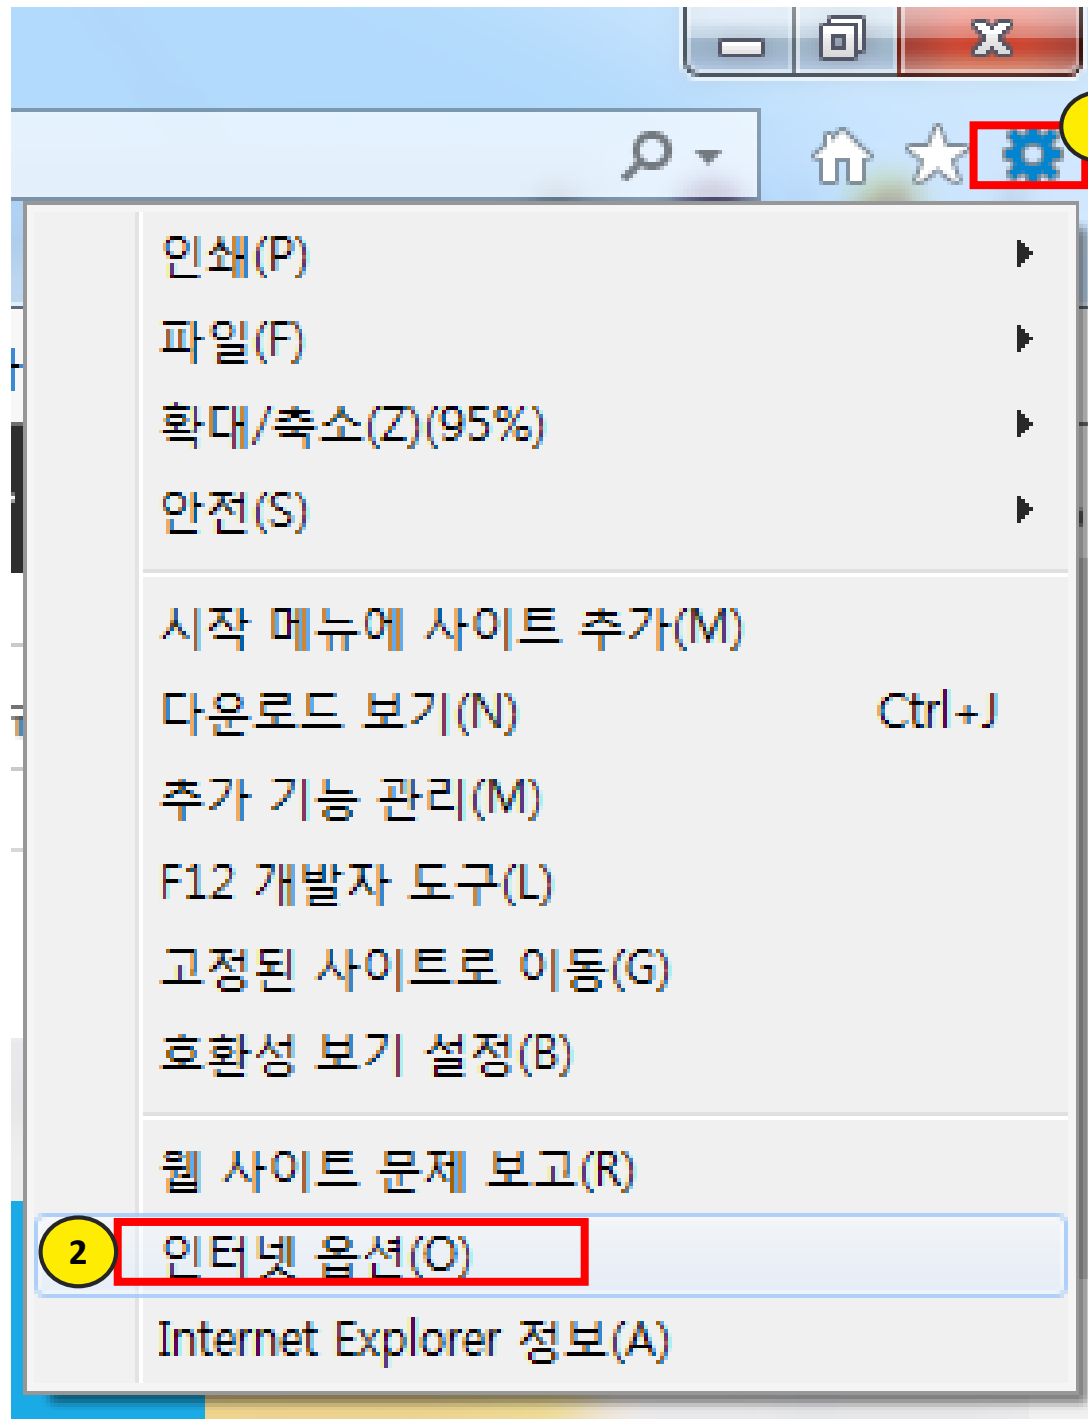 인쇄(P)
파일(F)
확대/축소(Z)(95%)
안전(S)
시작 메뉴에 사이트 추가(M)
다운로드 보기(N) Ctrl+J
추가 기능 관리(M)
F12 개발자 도구(L)
고정된 사이트로 이동(G)
호환성 보기 설정(B)
웹 사이트 문제 보고(R)
2 인터넷 옵션(O)
Internet Explorer 정보(A)